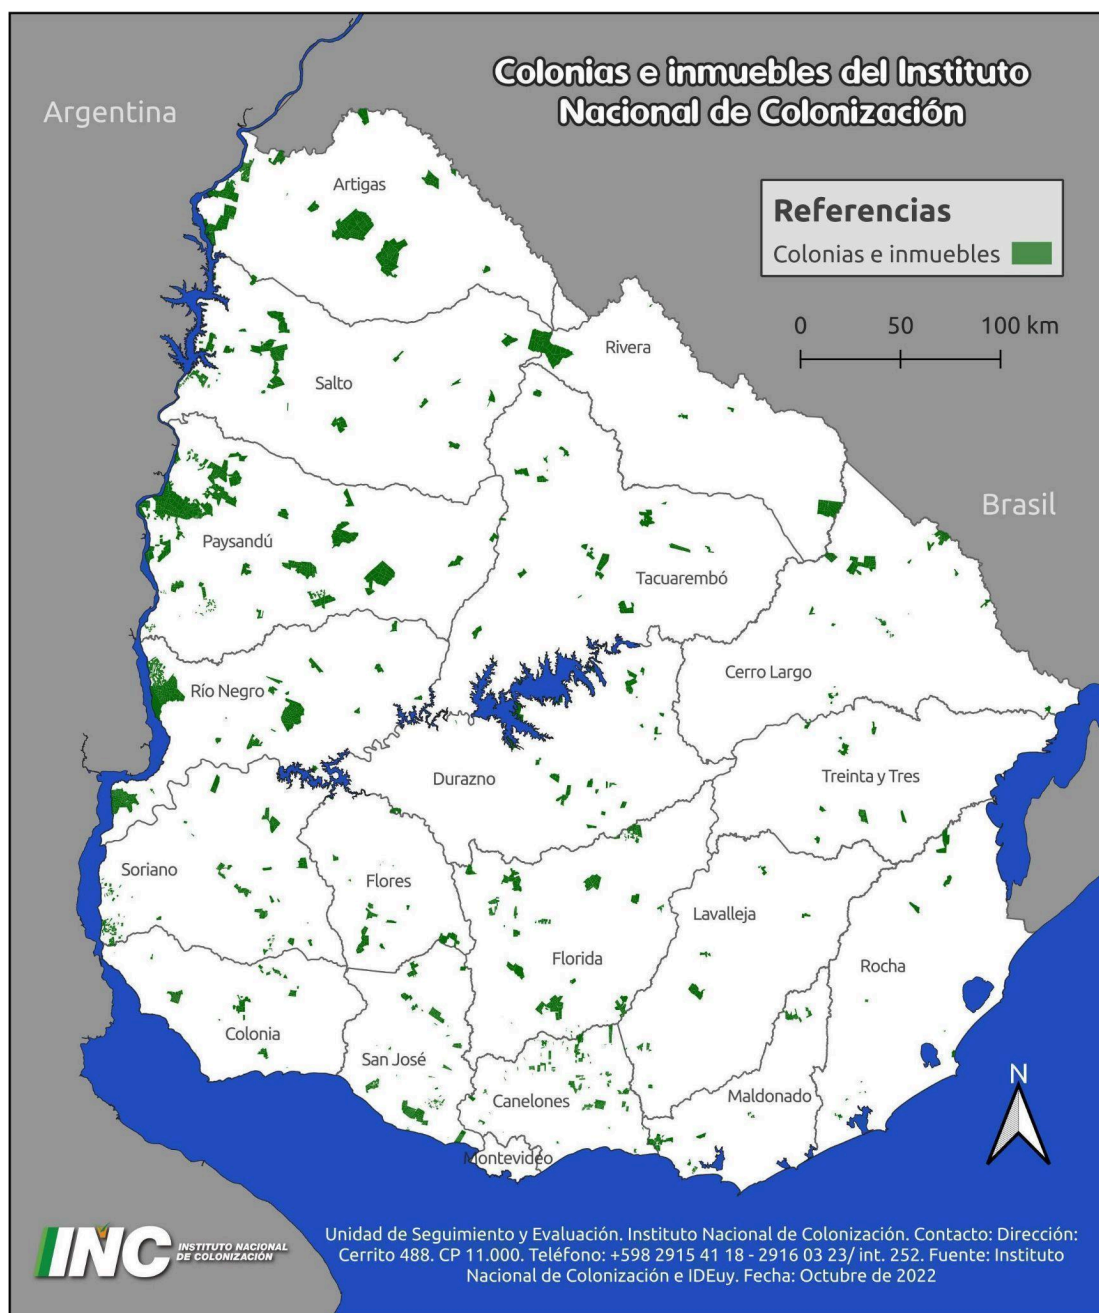 Colonias e inmuebles del Instituto
Nacional de Colonización
Argentina
Artigas
Referencias
Colonias e inmuebles
0 50 100 km
Rivera
Salto
Brasil
Paysandú
Tacuarembó
Cerro Largo
Río Negro
Durazno
Treinta y Tres
Soriano
Flores
Lavalleja
Florida
Rocha
Colonia
San José
Canelones
Maldonado
Montevideo
N
INC INSTITUTO NACIONAL
DE COLONIZACIÓN
Unidad de Seguimiento y Evaluación. Instituto Nacional de Colonización. Contacto: Dirección:
Cerrito 488. CP 11.000. Teléfono: +598 2915 41 18 - 2916 03 23/ int. 252. Fuente: Instituto
Nacional de Colonización e IDEuy. Fecha: Octubre de 2022